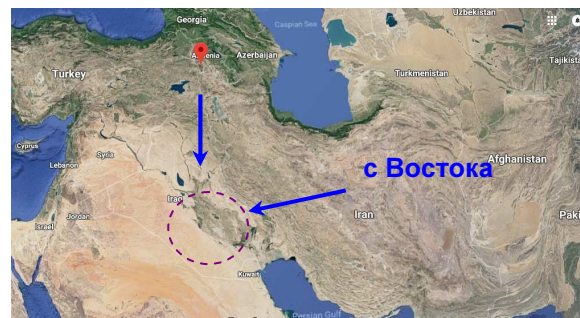 Georgia
Caspian Sea
Uzbekistan
Armenia
Azerbaijan
Tajikista
Turkey
Turkmenistan
Cyprus
Syria
Lebanon
с Востока
Afghanistan
Iraq
Jordan
Iran
Israel
Paki
Kuwait
Persian Gulf